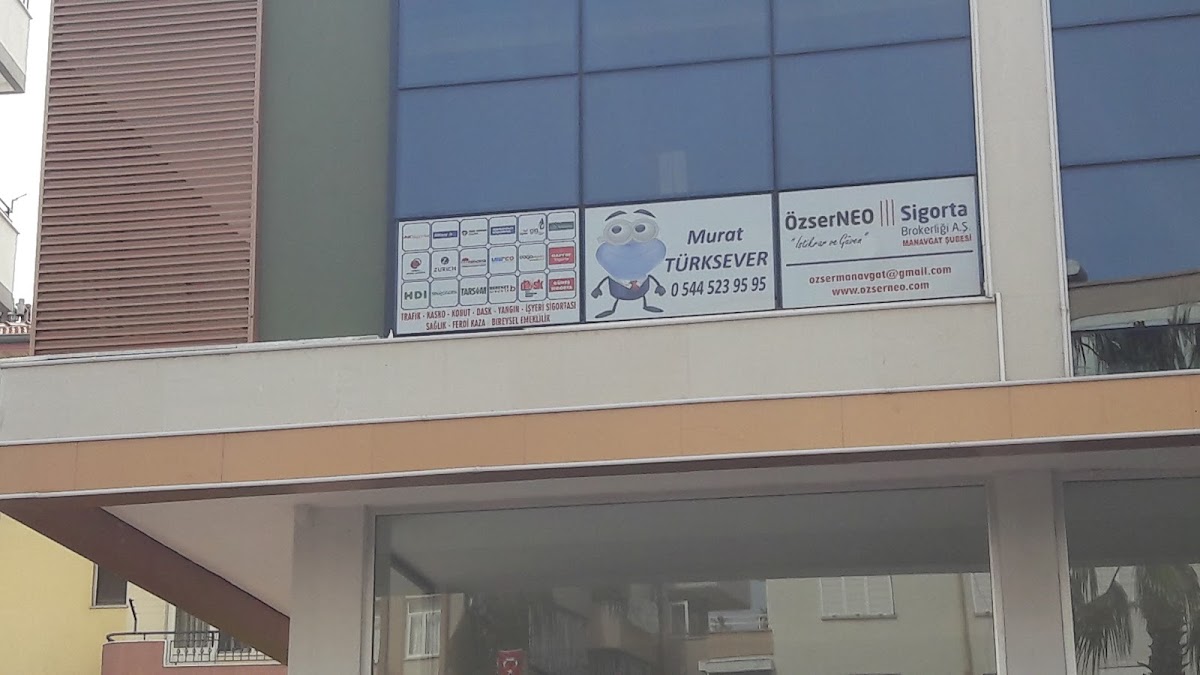 ZURICH
HDI
TARSİM
TRAFİK - KASKO - KONUT - DASK - YANGIN - İŞYERİ SİGORTASI
SAĞLIK - FERDİ KAZA - BİREYSEL EMEKLİLİK
Murat
TÜRKSEVER
0 544 523 95 95
ÖzserNEO Sigorta
Brokerliği A.Ş.
"İstikrar ve Güven"
MANAVGAT ŞUBESİ
ozsermanavgat@gmail.com
www.ozserneo.com